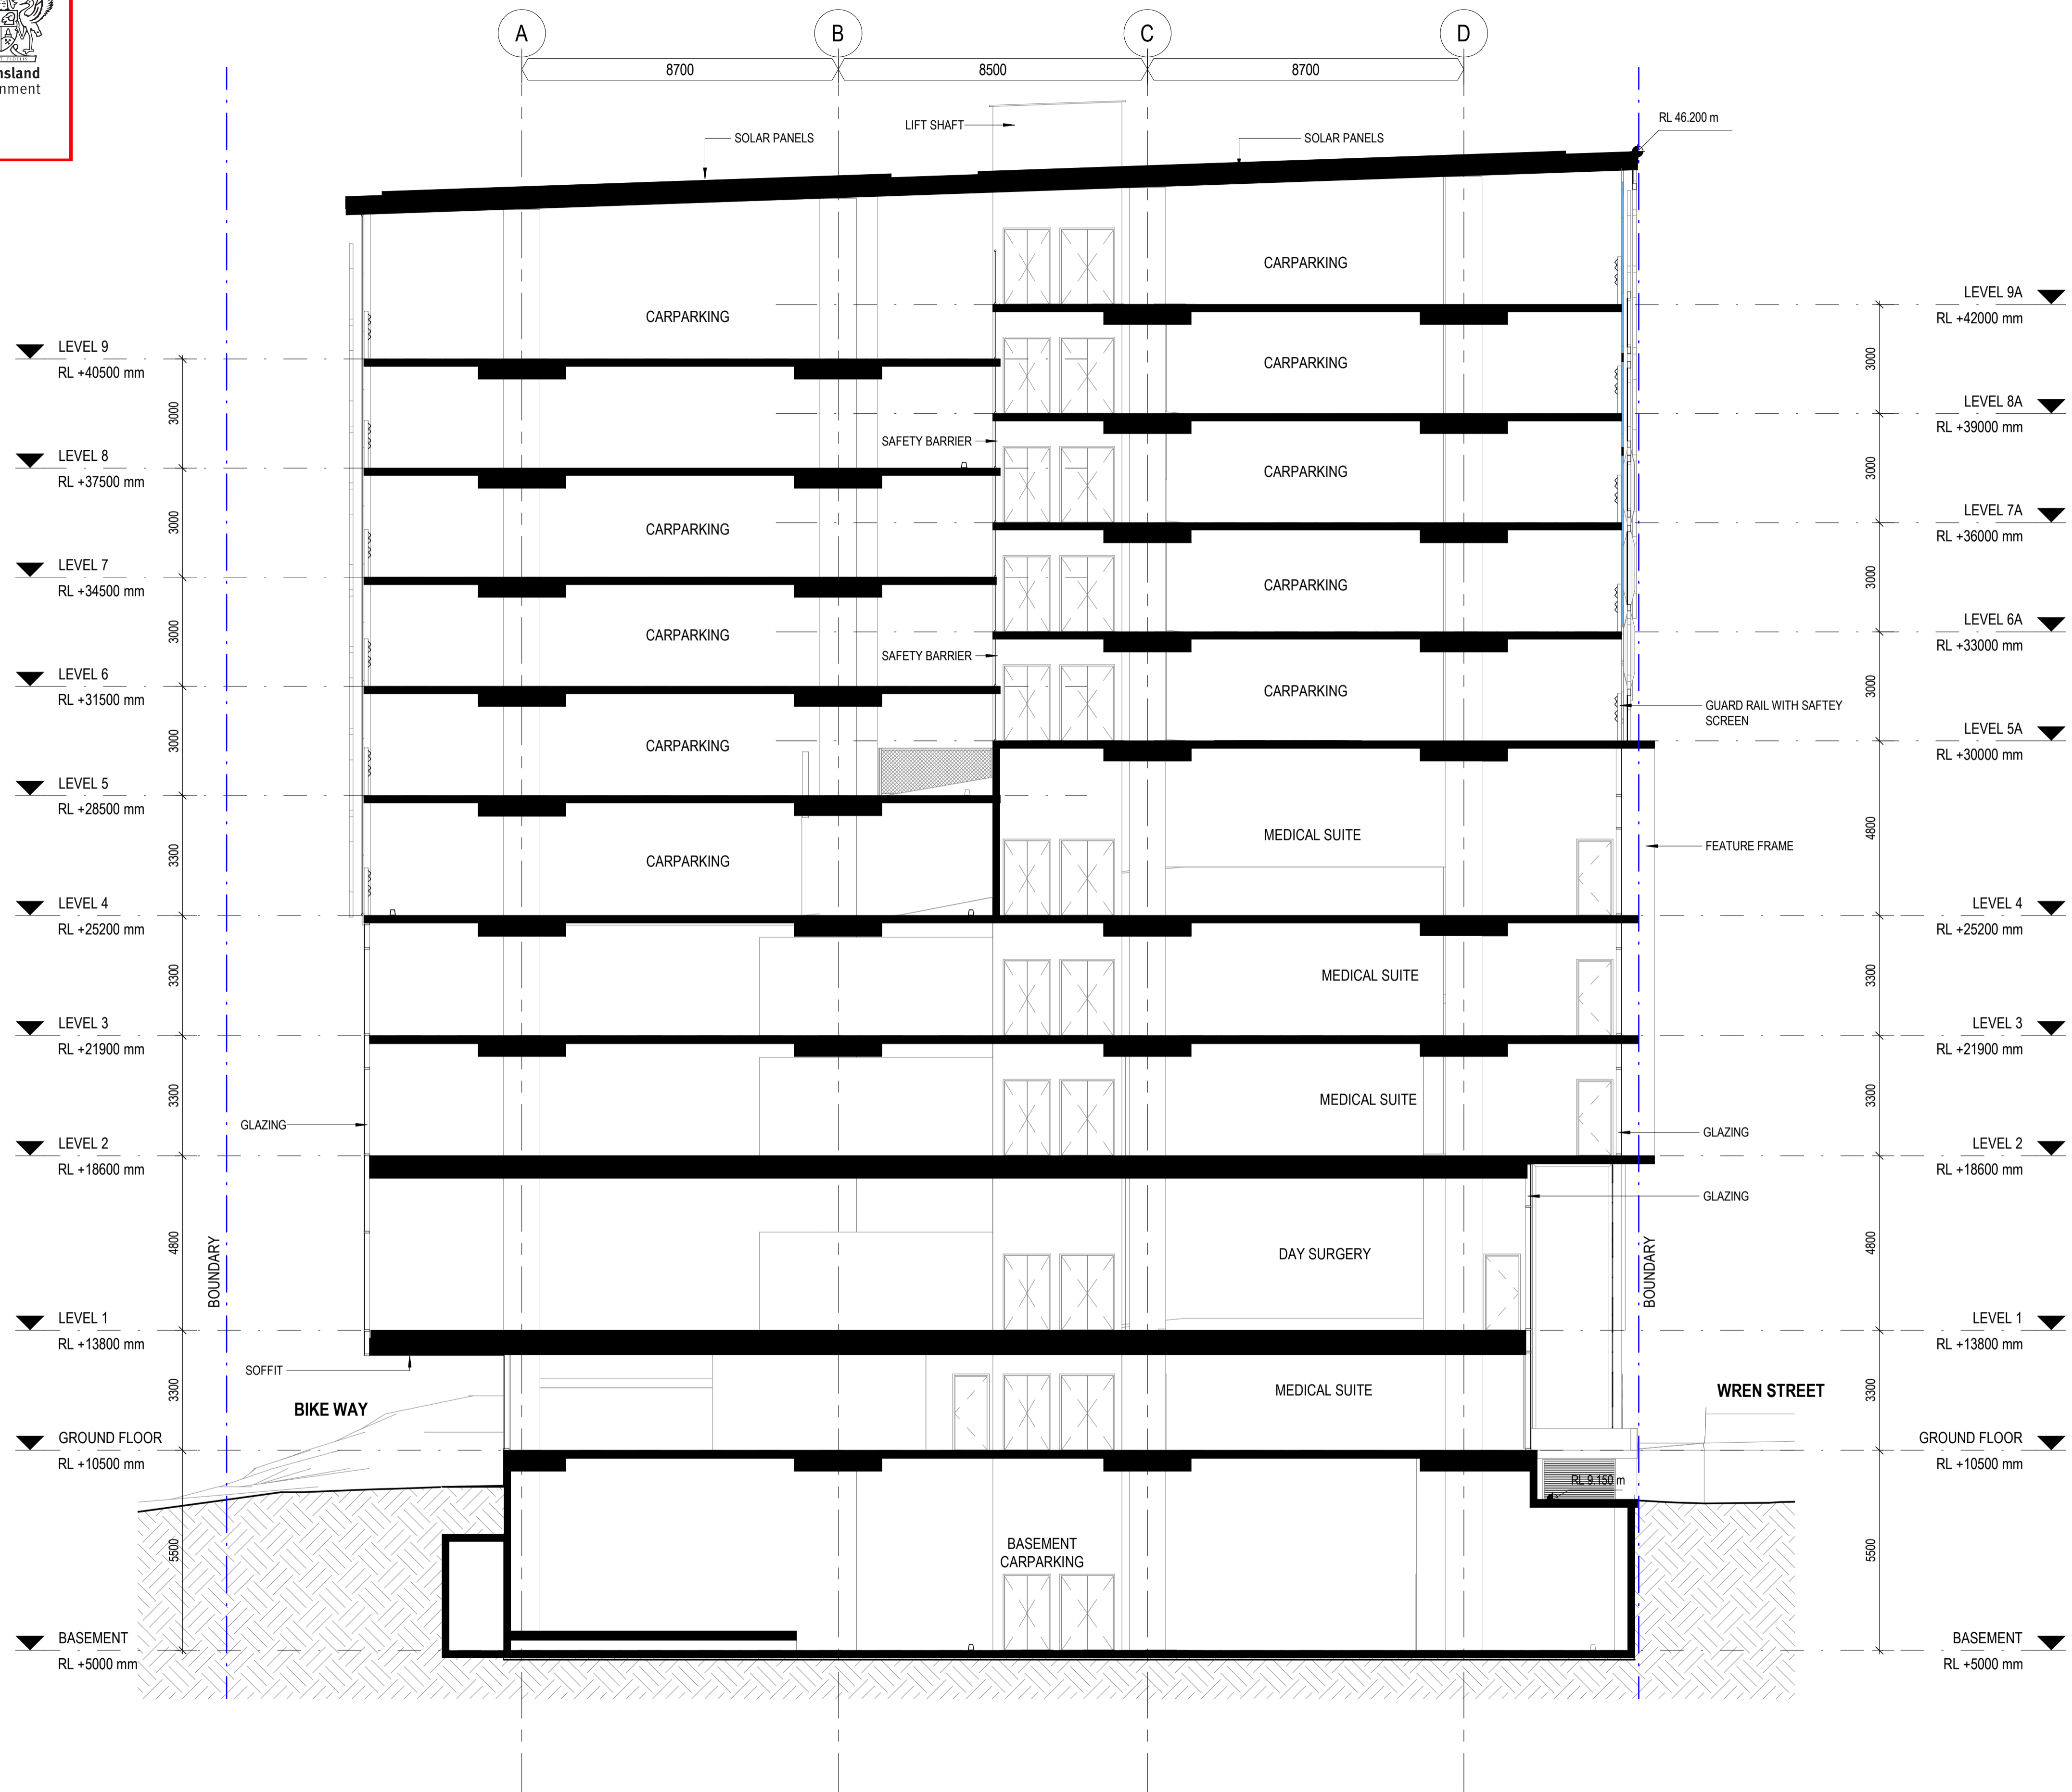 nsland
nment
A
B
C
D
8700
8500
8700
LIFT SHAFT
SOLAR PANELS
SOLAR PANELS
RL 46.200 m
CARPARKING
CARPARKING
LEVEL 9A
RL +42000 mm
LEVEL 9
RL +40500 mm
3000
CARPARKING
LEVEL 8A
RL +39000 mm
3000
SAFETY BARRIER
LEVEL 8
RL +37500 mm
3000
CARPARKING
LEVEL 7A
RL +36000 mm
3000
CARPARKING
LEVEL 7
RL +34500 mm
3000
CARPARKING
LEVEL 6A
RL +33000 mm
3000
CARPARKING
SAFETY BARRIER
LEVEL 6
RL +31500 mm
3000
CARPARKING
GUARD RAIL WITH SAFTEY
SCREEN
LEVEL 5A
RL +30000 mm
3000
CARPARKING
LEVEL 5
RL +28500 mm
4800
MEDICAL SUITE
FEATURE FRAME
3300
CARPARKING
LEVEL 4
RL +25200 mm
LEVEL 4
RL +25200 mm
3300
MEDICAL SUITE
3300
LEVEL 3
RL +21900 mm
LEVEL 3
RL +21900 mm
3300
MEDICAL SUITE
3300
GLAZING
GLAZING
LEVEL 2
RL +18600 mm
LEVEL 2
RL +18600 mm
GLAZING
4800
BOUNDARY
DAY SURGERY
BOUNDARY
4800
LEVEL 1
RL +13800 mm
LEVEL 1
RL +13800 mm
SOFFIT
3300
BIKE WAY
MEDICAL SUITE
WREN STREET
3300
GROUND FLOOR
RL +10500 mm
GROUND FLOOR
RL +10500 mm
RL 9.150 m
5500
BASEMENT
CARPARKING
5500
BASEMENT
RL +5000 mm
BASEMENT
RL +5000 mm